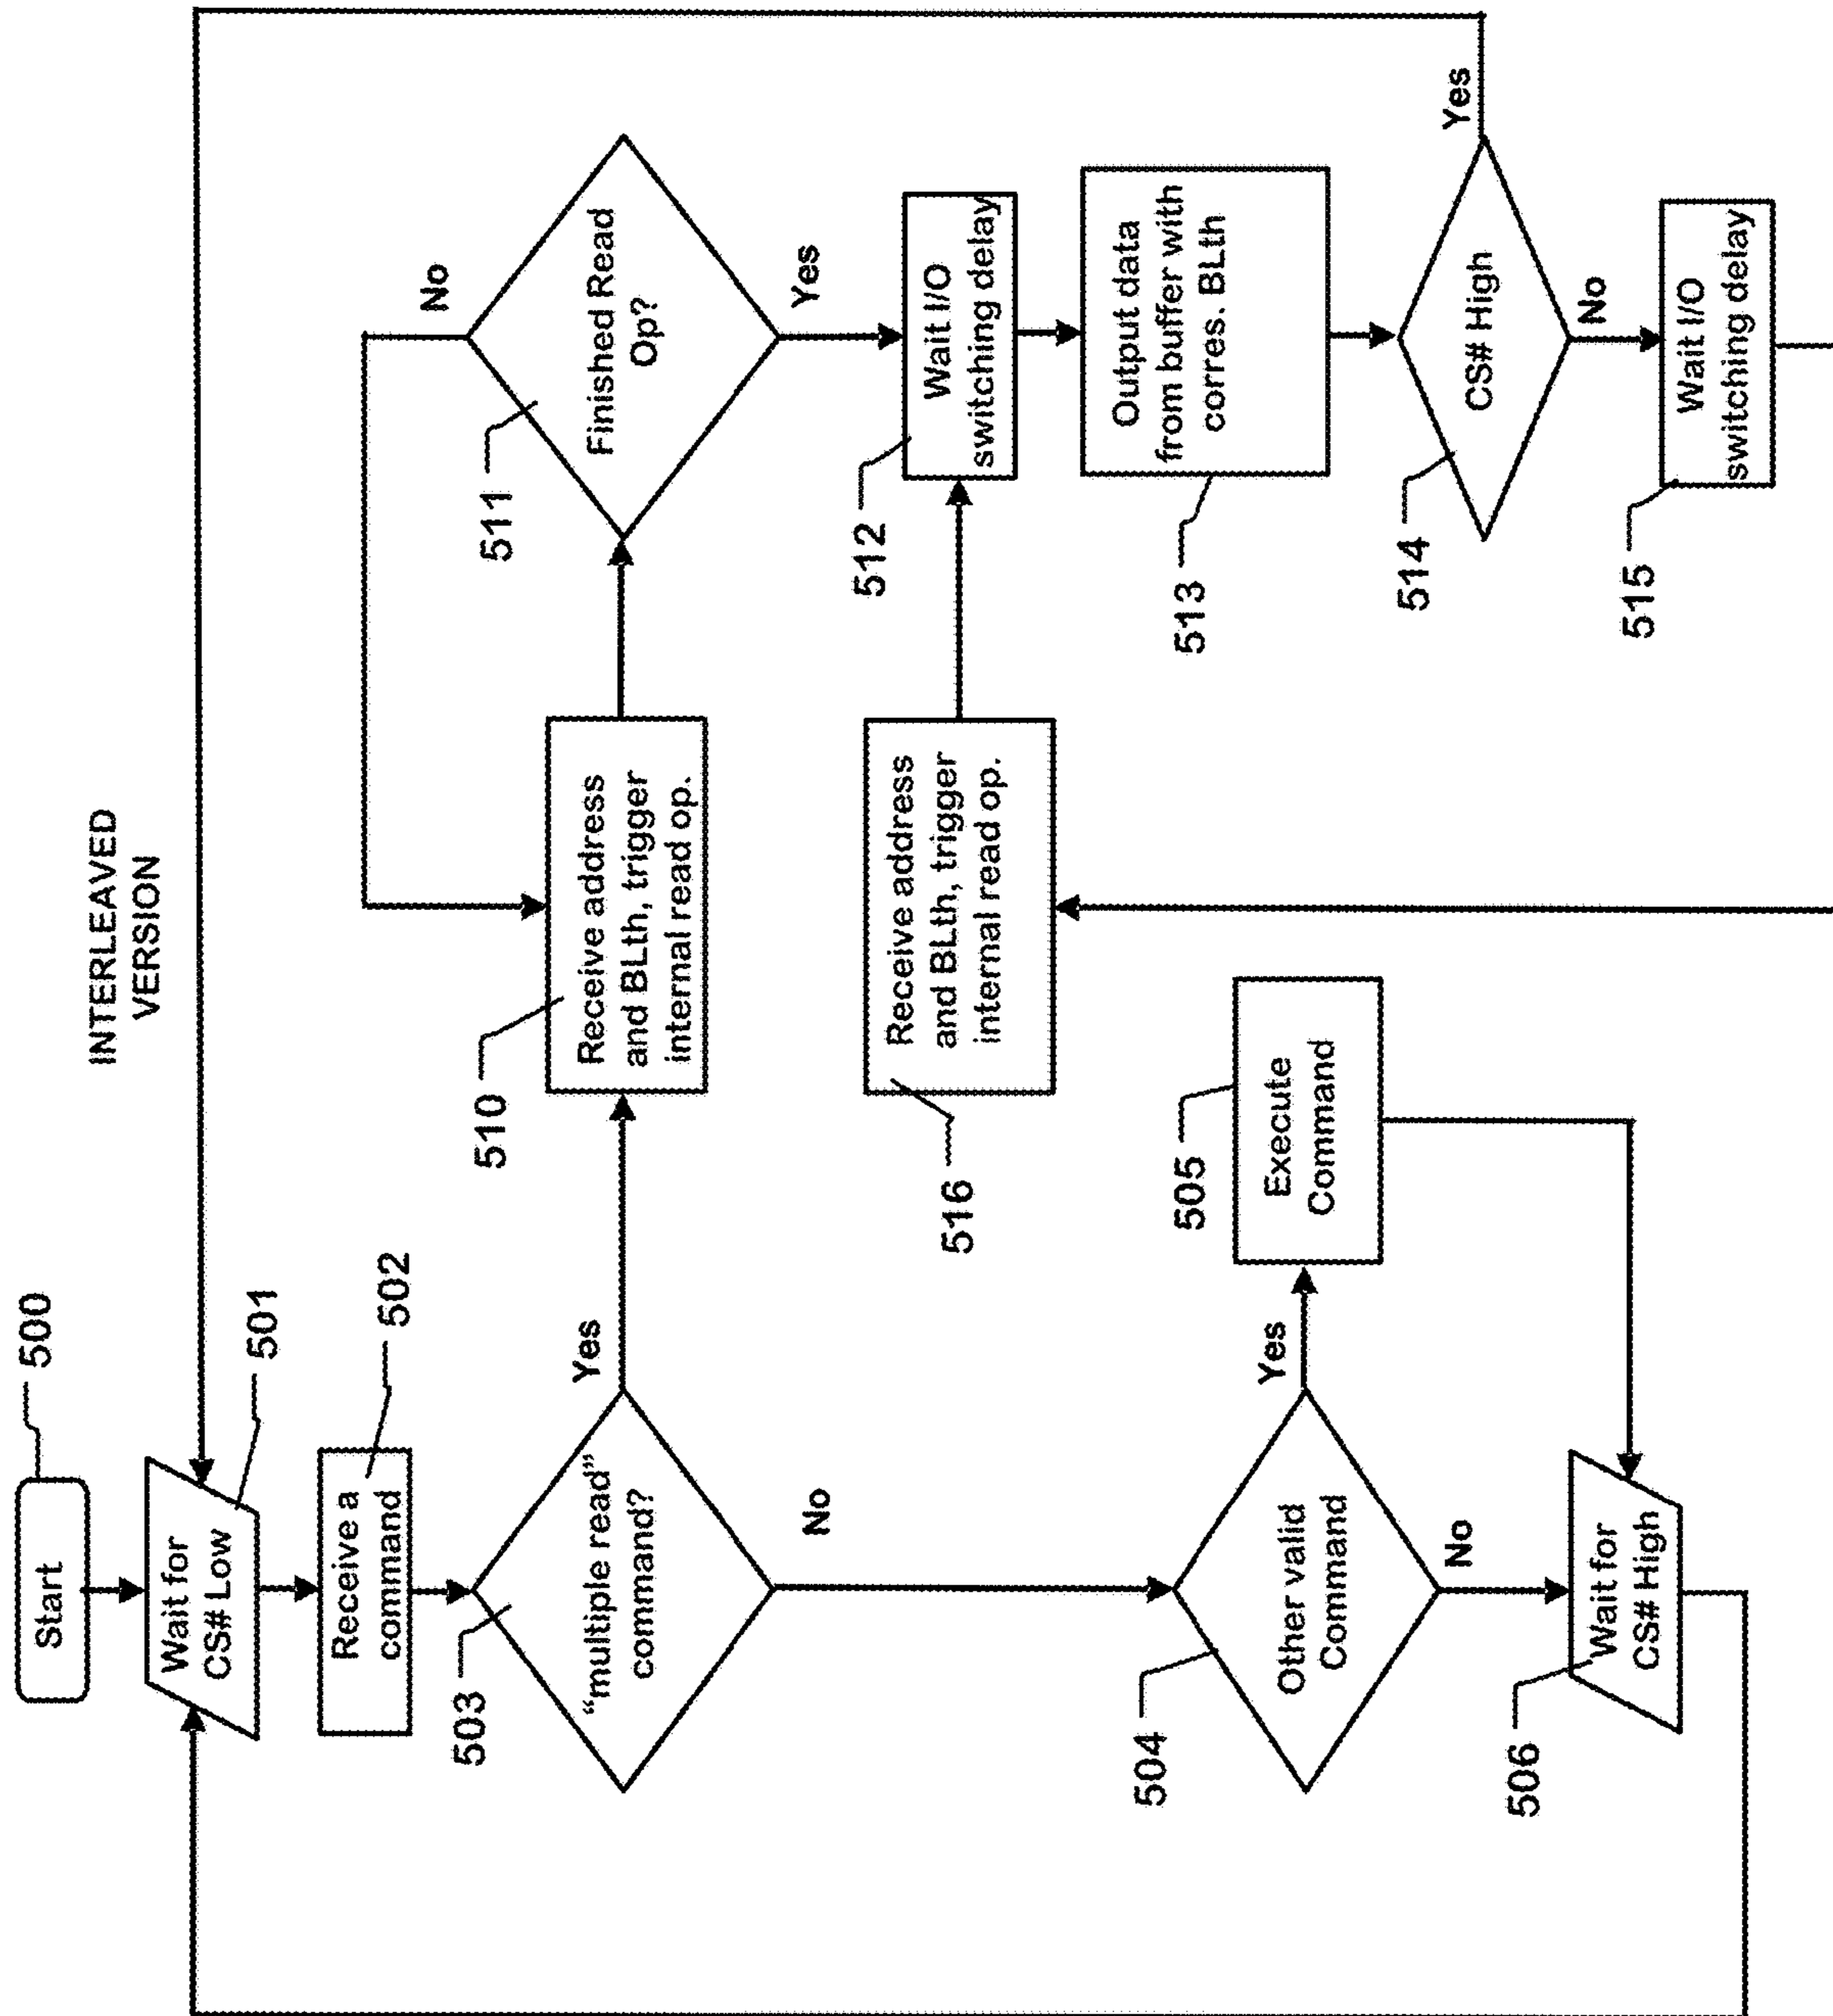 INTERLEAVED
VERSION
Start
500
Wait for
CS# Low
501
Receive a
command
502
"multiple read"
command?
503
Yes
No
Other valid
Command
504
Yes
No
Execute
Command
505
Wait for
CS# High
506
Receive address
and BLth, trigger
internal read op.
510
Finished Read
Op?
511
No
Yes
Wait I/O
switching delay
512
Output data
from buffer with
corres. BLth
513
CS# High
514
Yes
No
Wait I/O
switching delay
515
Receive address
and BLth, trigger
internal read op.
516